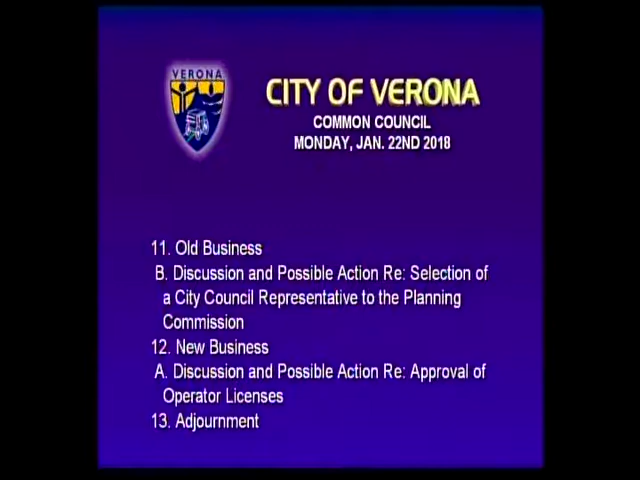 VERONA
CITY OF VERONA
COMMON COUNCIL
MONDAY, JAN. 22ND 2018
11. Old Business
B. Discussion and Possible Action Re: Selection of
a City Council Representative to the Planning
Commission
12. New Business
A. Discussion and Possible Action Re: Approval of
Operator Licenses
13. Adjournment